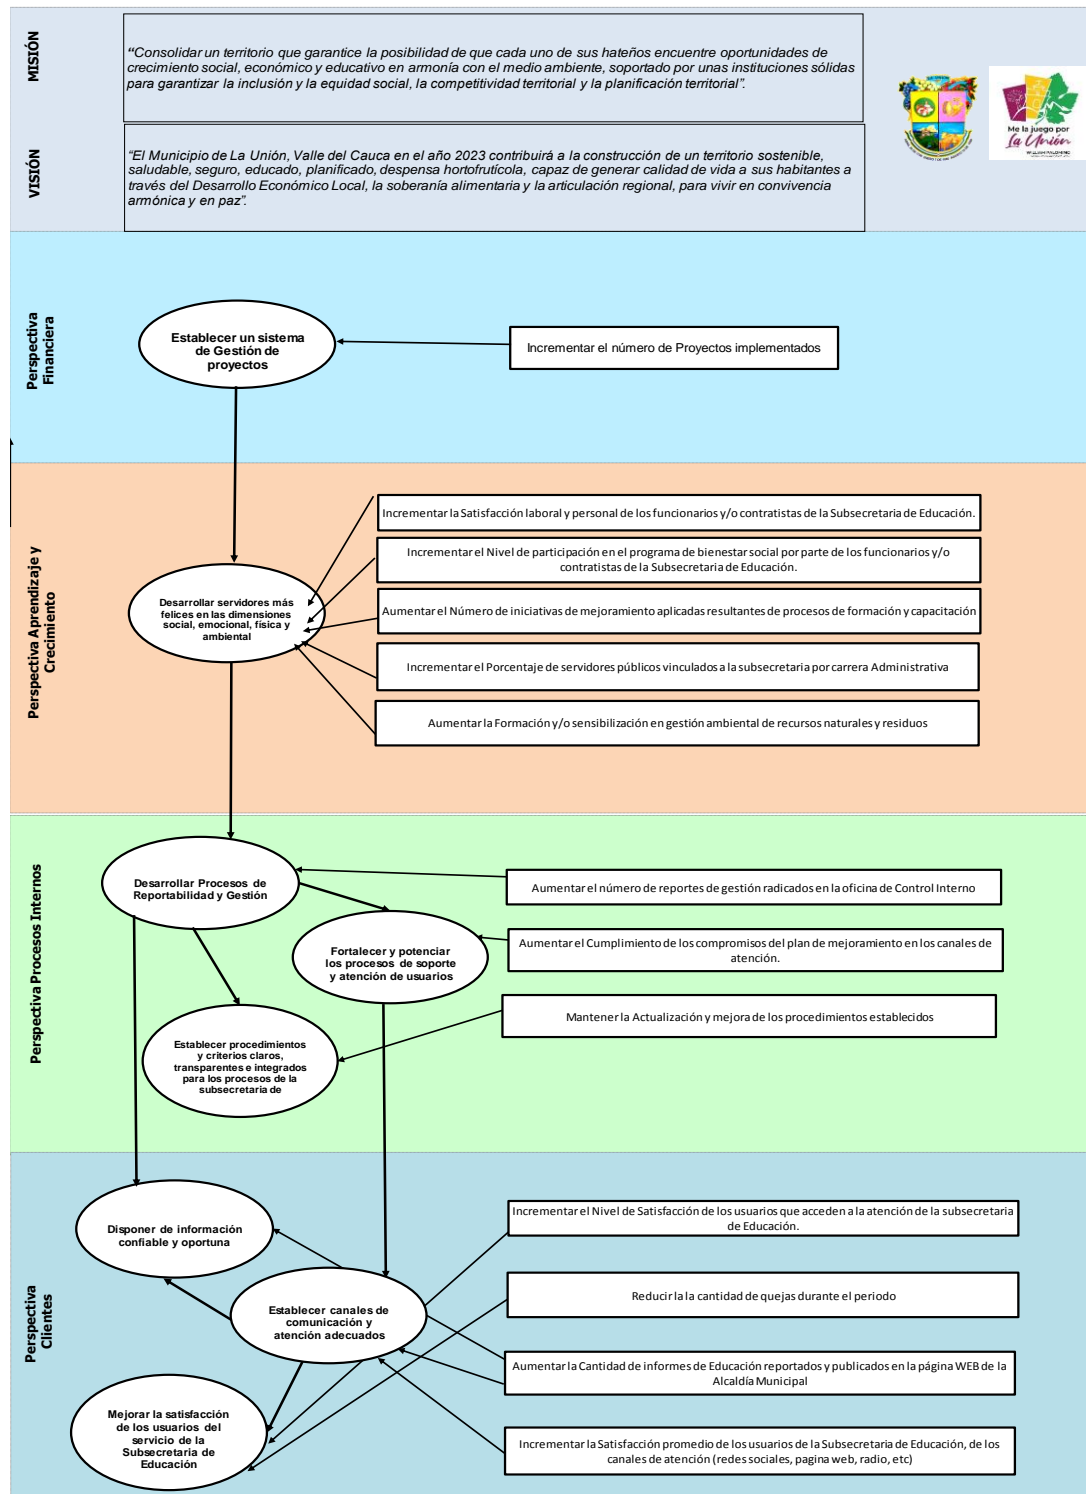 MISIÓN
“Consolidar un territorio que garantice la posibilidad de que cada uno de sus hateños encuentre oportunidades de
crecimiento social, económico y educativo en armonía con el medio ambiente, soportado por unas instituciones sólidas
para garantizar la inclusión y la equidad social, la competitividad territorial y la planificación territorial”.
Me la juego por
la Unión
WILLIAM PALOMINO
VISIÓN
“El Municipio de La Unión, Valle del Cauca en el año 2023 contribuirá a la construcción de un territorio sostenible,
saludable, seguro, educado, planificado, despensa hortofrutícola, capaz de generar calidad de vida a sus habitantes a
través del Desarrollo Económico Local, la soberanía alimentaria y la articulación regional, para vivir en convivencia
armónica y en paz”.
Perspectiva
Financiera
Establecer un sistema
de Gestión de
proyectos
Incrementar el número de Proyectos implementados
Perspectiva Aprendizaje y
Crecimiento
Desarrollar servidores más
felices en las dimensiones
social, emocional, física y
ambiental
Incrementar la Satisfacción laboral y personal de los funcionarios y/o contratistas de la Subsecretaria de Educación.
Incrementar el Nivel de participación en el programa de bienestar social por parte de los funcionarios y/o
contratistas de la Subsecretaria de Educación.
Aumentar el Número de iniciativas de mejoramiento aplicadas resultantes de procesos de formación y capacitación
Incrementar el Porcentaje de servidores públicos vinculados a la subsecretaria por carrera Administrativa
Aumentar la Formación y/o sensibilización en gestión ambiental de recursos naturales y residuos
Perspectiva Procesos Internos
Desarrollar Procesos de
Reportabilidad y Gestión
Aumentar el número de reportes de gestión radicados en la oficina de Control Interno
Fortalecer y potenciar
los procesos de soporte
y atención de usuarios
Aumentar el Cumplimiento de los compromisos del plan de mejoramiento en los canales de
atención.
Establecer procedimientos
y criterios claros,
transparentes e integrados
para los procesos de la
subsecretaria de
Mantener la Actualización y mejora de los procedimientos establecidos
Perspectiva
Clientes
Disponer de información
confiable y oportuna
Incrementar el Nivel de Satisfacción de los usuarios que acceden a la atención de la subsecretaria
de Educación.
Establecer canales de
comunicación y
atención adecuados
Reducir la la cantidad de quejas durante el periodo
Aumentar la Cantidad de informes de Educación reportados y publicados en la página WEB de la
Alcaldía Municipal
Mejorar la satisfacción
de los usuarios del
servicio de la
Subsecretaria de
Educación
Incrementar la Satisfacción promedio de los usuarios de la Subsecretaria de Educación, de los
canales de atención (redes sociales, pagina web, radio, etc)